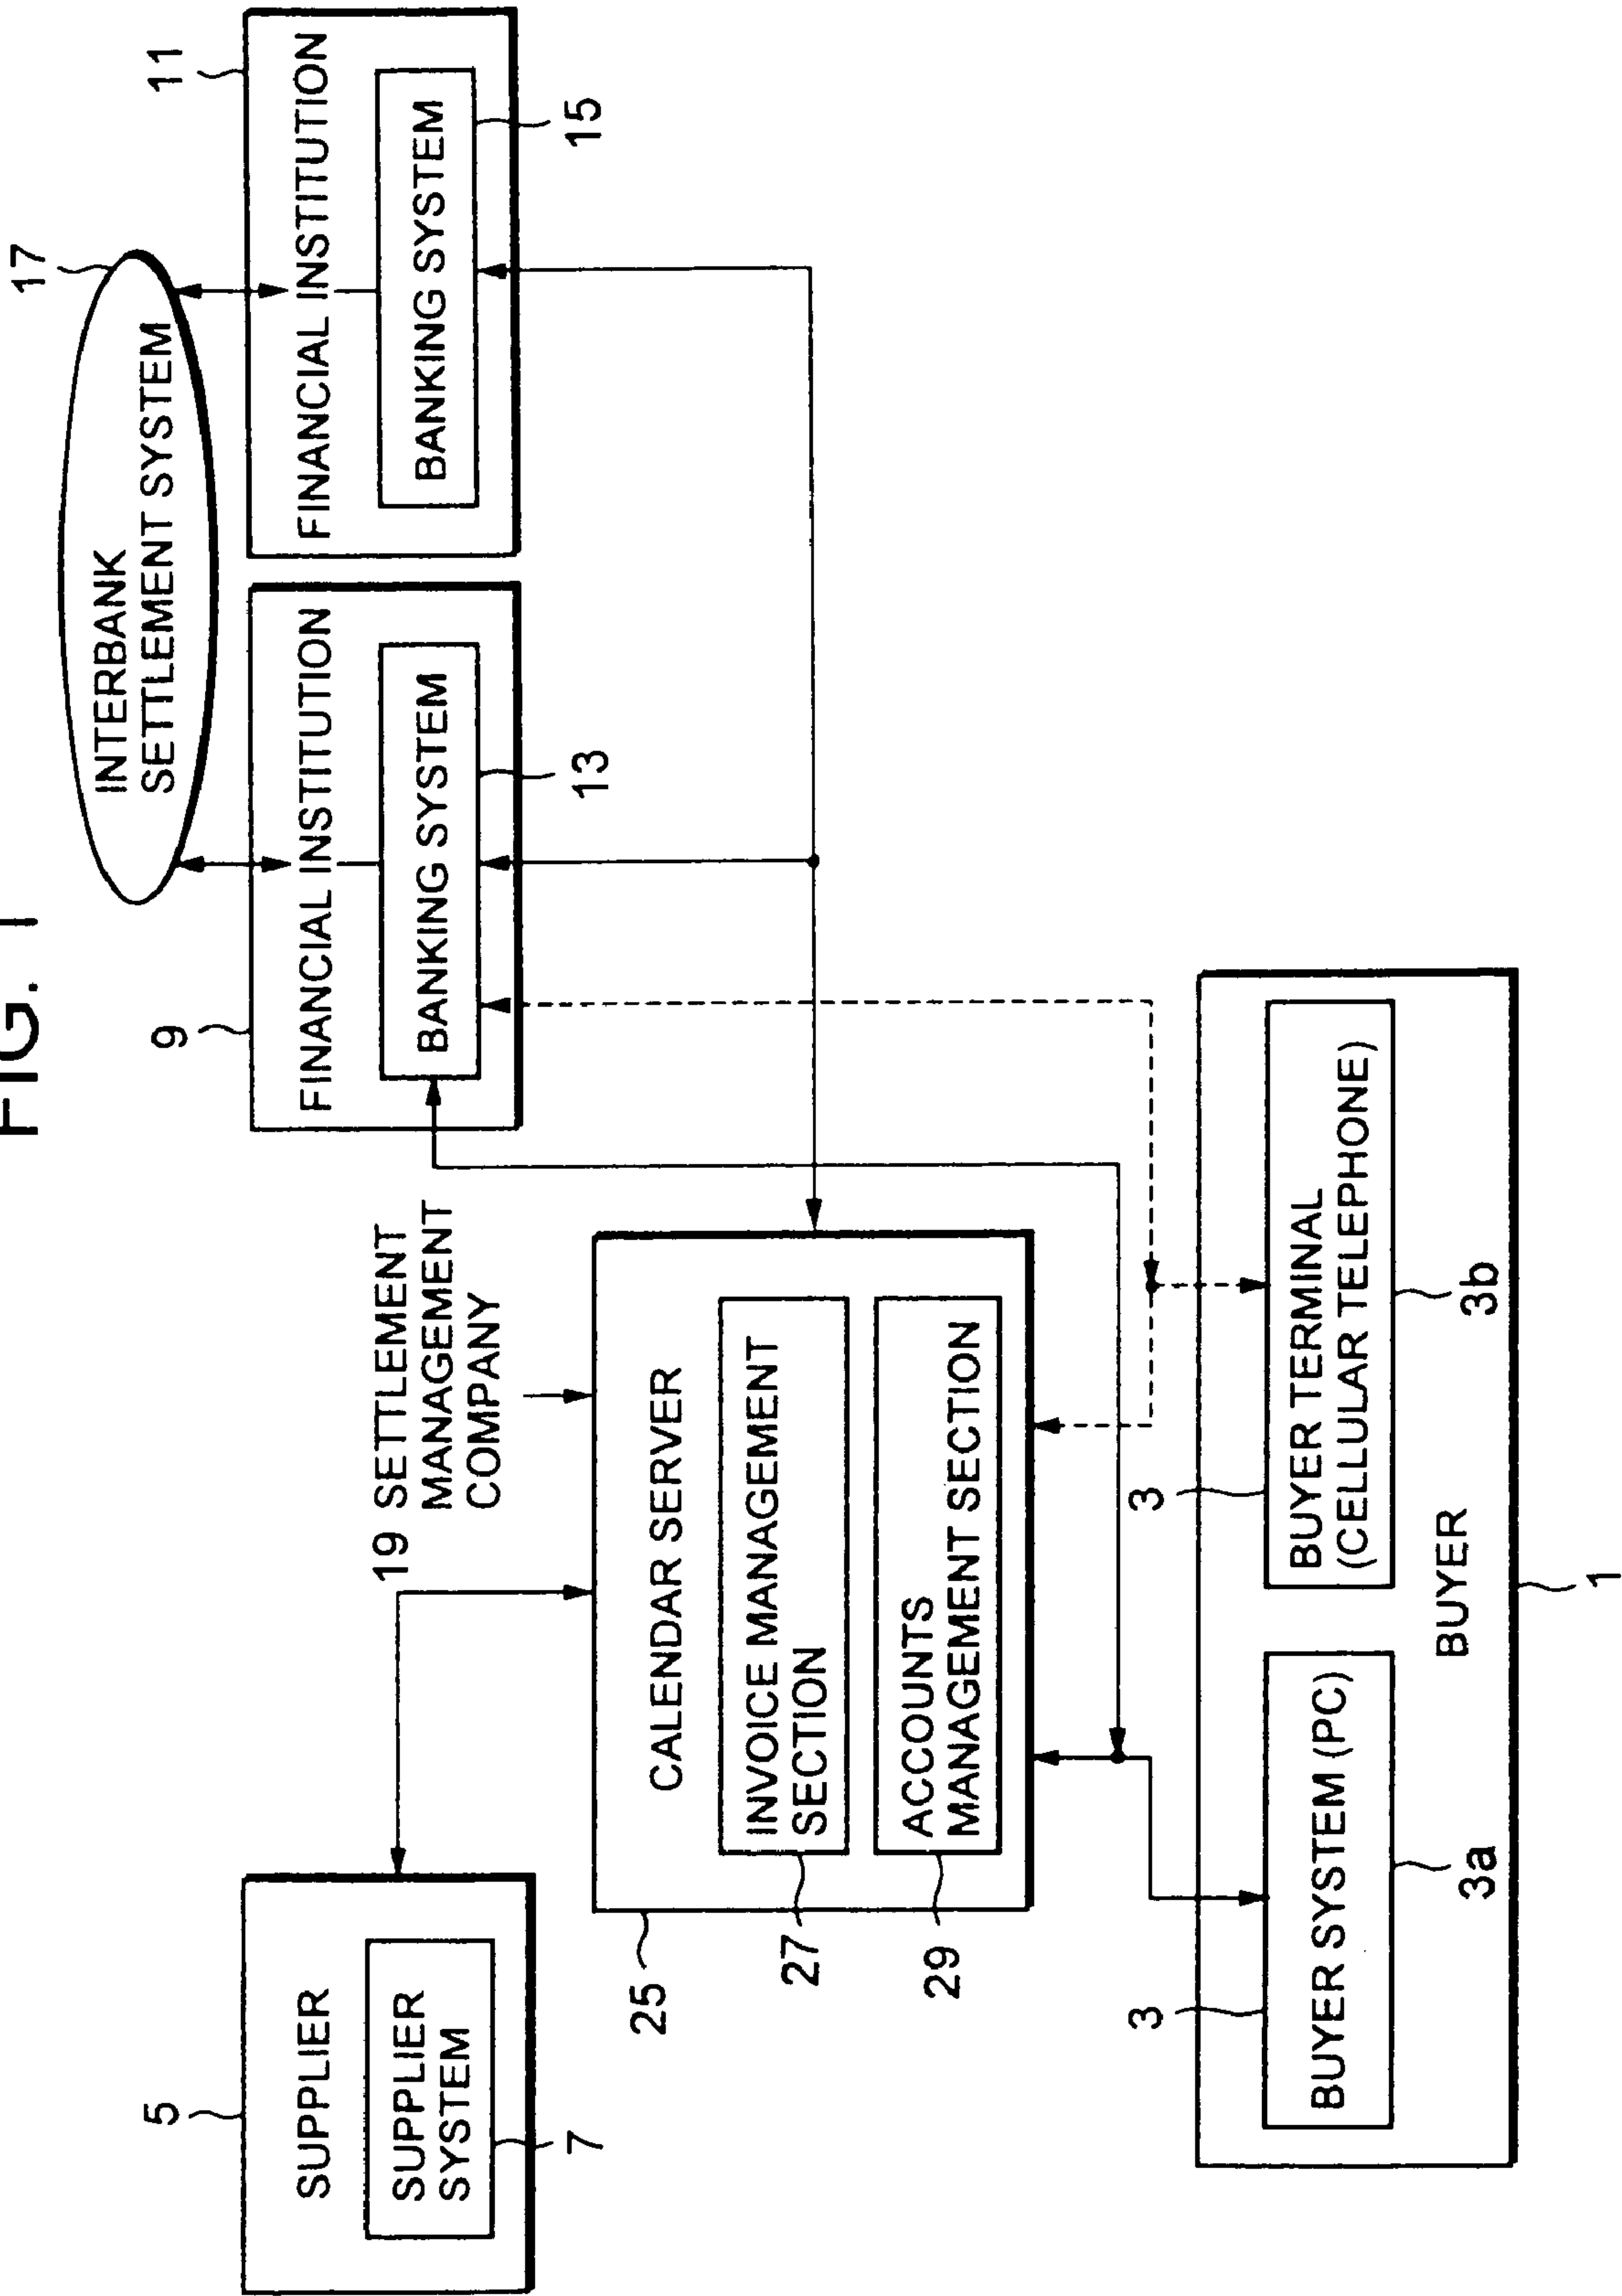 FIG. 1
17
INTERBANK
SETTLEMENT SYSTEM
5
SUPPLIER
SUPPLIER
SYSTEM
7
9
FINANCIAL INSTITUTION
BANKING SYSTEM
13
11
FINANCIAL INSTITUTION
BANKING SYSTEM
15
19 SETTLEMENT
MANAGEMENT
COMPANY
25
CALENDAR SERVER
27
INVOICE MANAGEMENT
SECTION
29
ACCOUNTS
MANAGEMENT SECTION
3
BUYER SYSTEM (PC)
3a
3
BUYER TERMINAL
(CELLULAR TELEPHONE)
3b
BUYER
1